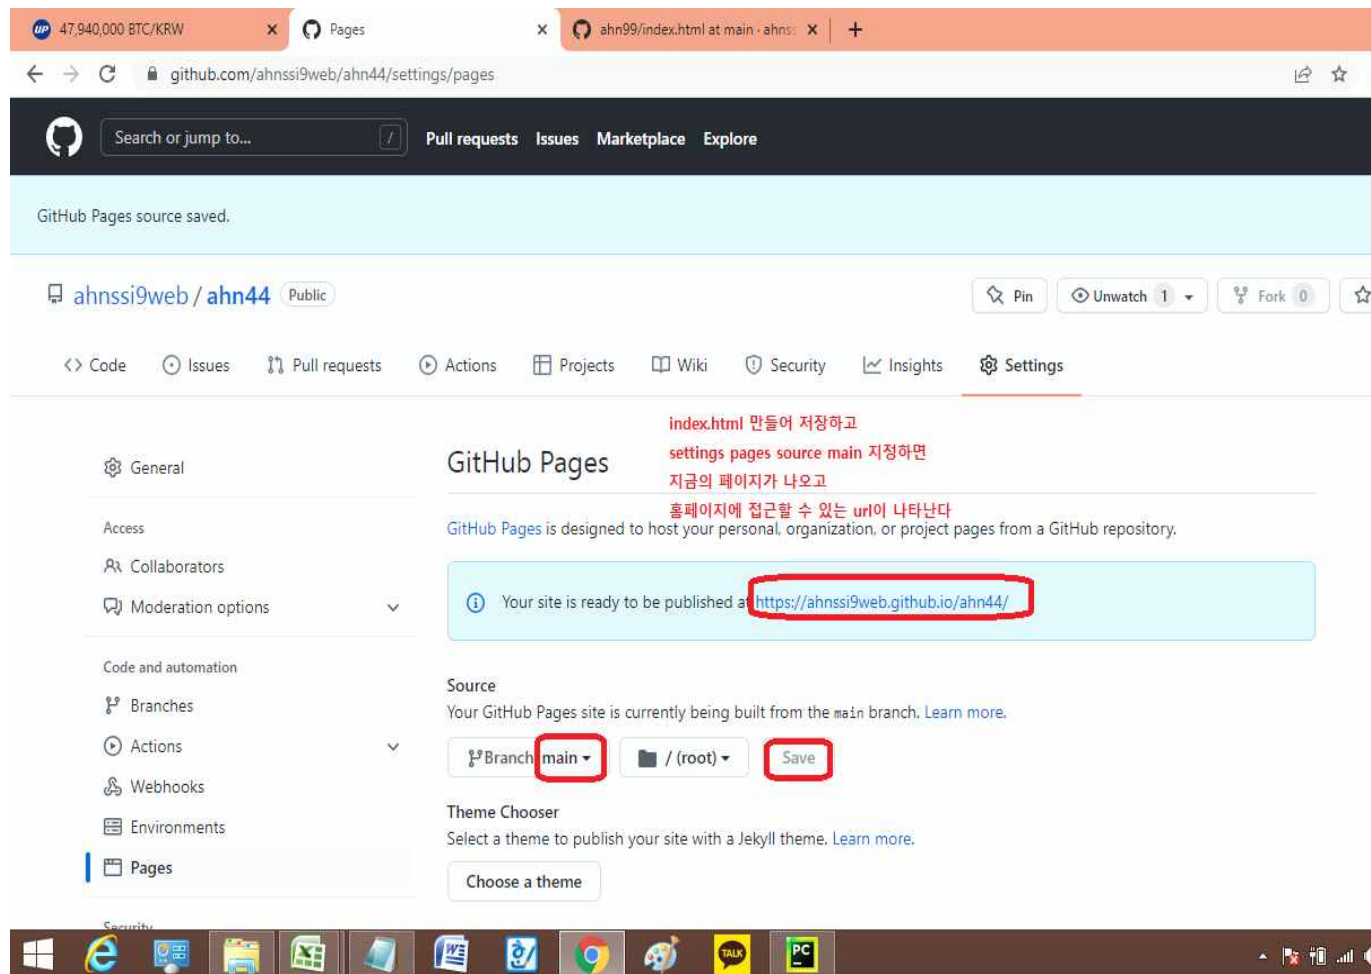 47,940,000 BTC/KRW
Pages
ahn99/index.html at main · ahns
github.com/ahnssi9web/ahn44/settings/pages
Search or jump to... /
Pull requests Issues Marketplace Explore
GitHub Pages source saved.
ahnssi9web / ahn44 Public
Pin Unwatch 1 Fork 0
Code Issues Pull requests Actions Projects Wiki Security Insights Settings
index.html 만들어 저장하고
settings pages source main 지정하면
지금의 페이지가 나오고
홈페이지에 접근할 수 있는 url이 나타난다
General
Access
Collaborators
Moderation options
Code and automation
Branches
Actions
Webhooks
Environments
Pages
Security
GitHub Pages
GitHub Pages is designed to host your personal, organization, or project pages from a GitHub repository.
Your site is ready to be published at https://ahnssi9web.github.io/ahn44/
Source
Your GitHub Pages site is currently being built from the main branch. Learn more.
Branch main / (root) Save
Theme Chooser
Select a theme to publish your site with a Jekyll theme. Learn more.
Choose a theme
TALK
PC